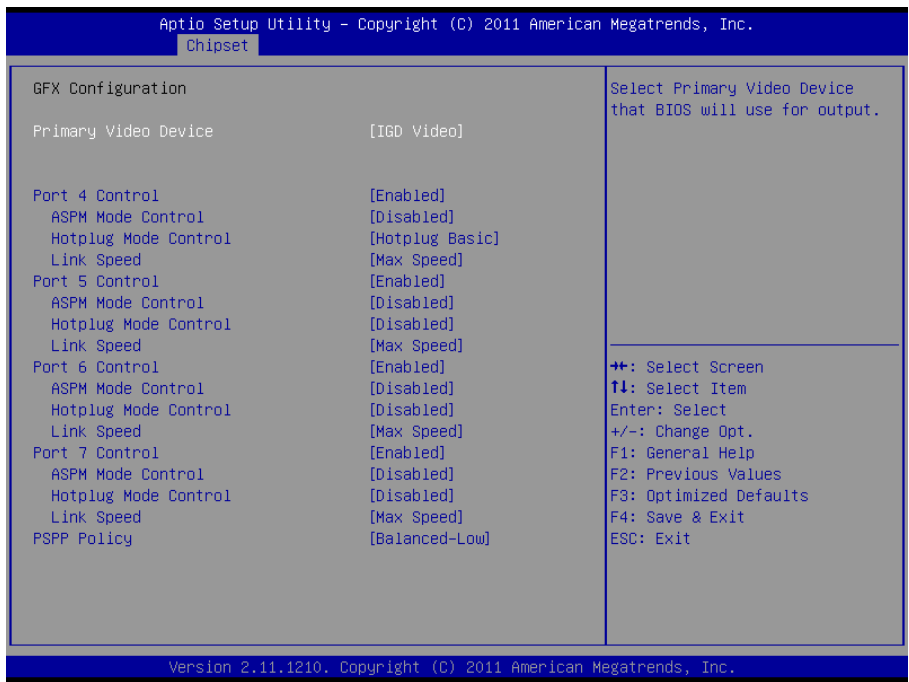 Aptio Setup Utility – Copyright (C) 2011 American Megatrends, Inc.
Chipset
GFX Configuration
Primary Video Device [IGD Video]
Port 4 Control [Enabled]
ASPM Mode Control [Disabled]
Hotplug Mode Control [Hotplug Basic]
Link Speed [Max Speed]
Port 5 Control [Enabled]
ASPM Mode Control [Disabled]
Hotplug Mode Control [Disabled]
Link Speed [Max Speed]
Port 6 Control [Enabled]
ASPM Mode Control [Disabled]
Hotplug Mode Control [Disabled]
Link Speed [Max Speed]
Port 7 Control [Enabled]
ASPM Mode Control [Disabled]
Hotplug Mode Control [Disabled]
Link Speed [Max Speed]
PSPP Policy [Balanced-Low]
Select Primary Video Device
that BIOS will use for output.
→←: Select Screen
↑↓: Select Item
Enter: Select
+/-: Change Opt.
F1: General Help
F2: Previous Values
F3: Optimized Defaults
F4: Save & Exit
ESC: Exit
Version 2.11.1210. Copyright (C) 2011 American Megatrends, Inc.